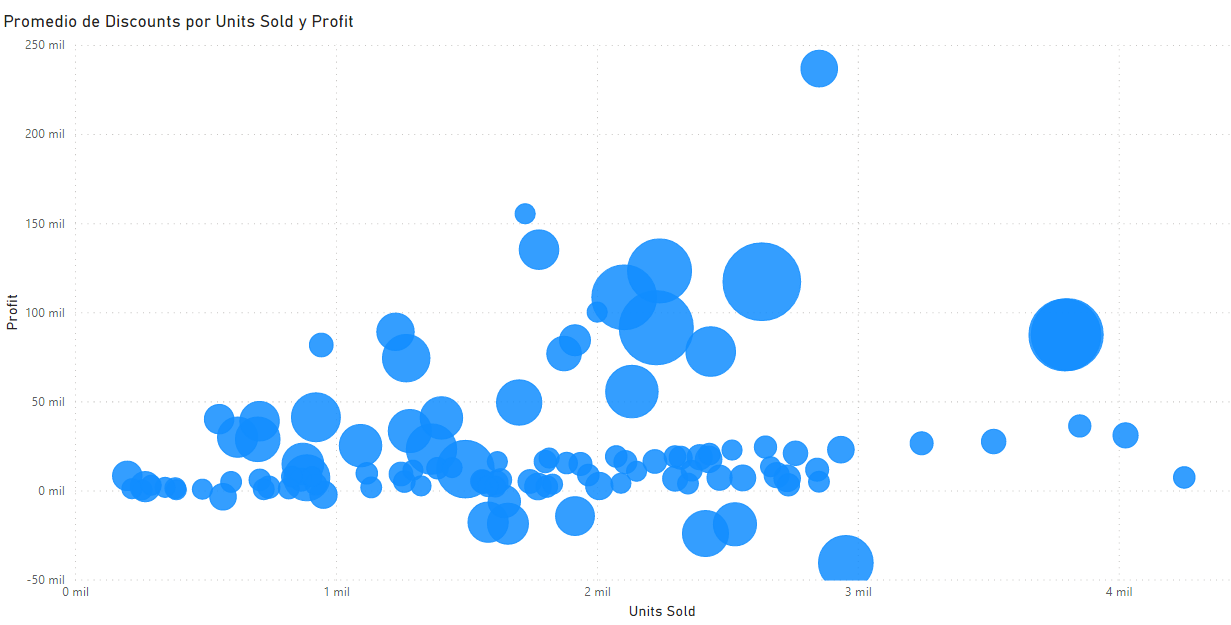 Promedio de Discounts por Units Sold y Profit
250 mil
200 mil
150 mil
100 mil
50 mil
0 mil
-50 mil
Profit
0 mil 1 mil 2 mil 3 mil 4 mil
Units Sold